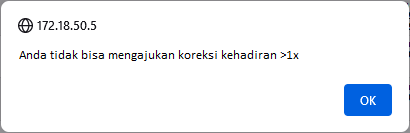 172.18.50.5
Anda tidak bisa mengajukan koreksi kehadiran >1x
OK